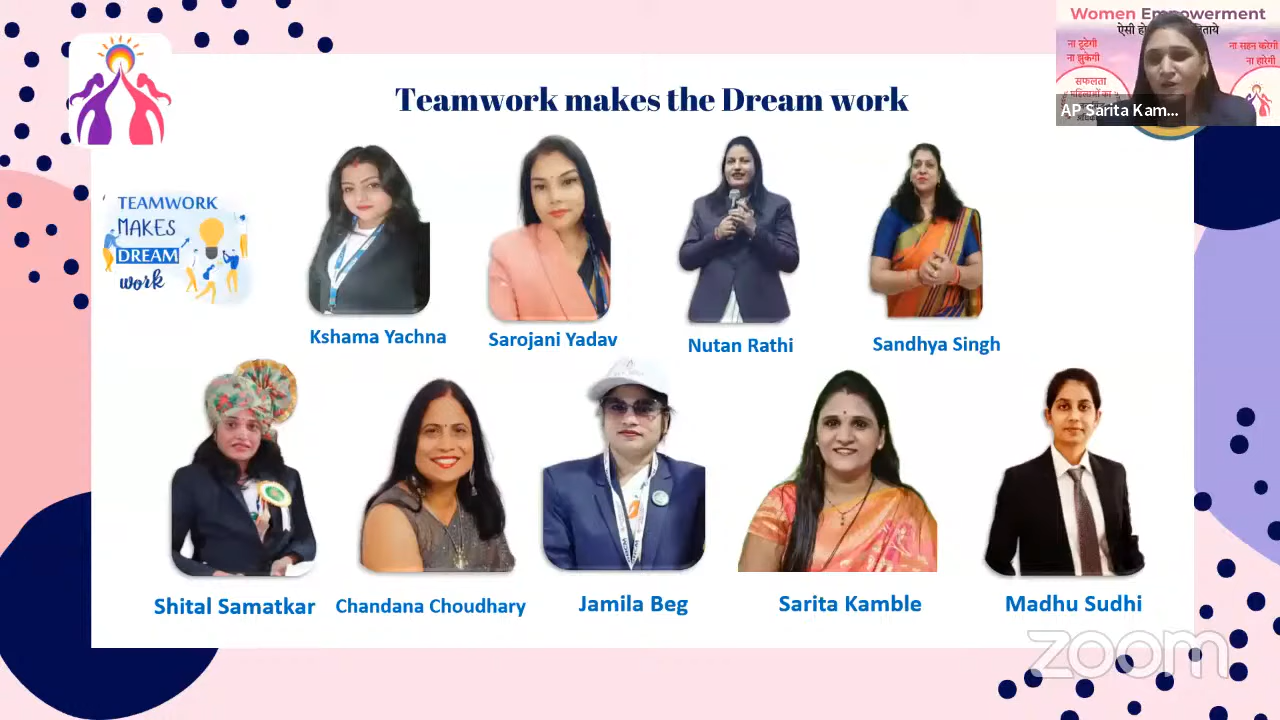 Women Empowerment
ना टूटेगी
ना झुकेगी
ना सहन करेगी
ना हारेगी
सफलता
AP Sarita Kam...
Teamwork makes the Dream work
TEAMWORK
MAKES
DREAM
work
Kshama Yachna
Sarojani Yadav
Nutan Rathi
Sandhya Singh
Shital Samatkar
Chandana Choudhary
Jamila Beg
Sarita Kamble
Madhu Sudhi
zoom